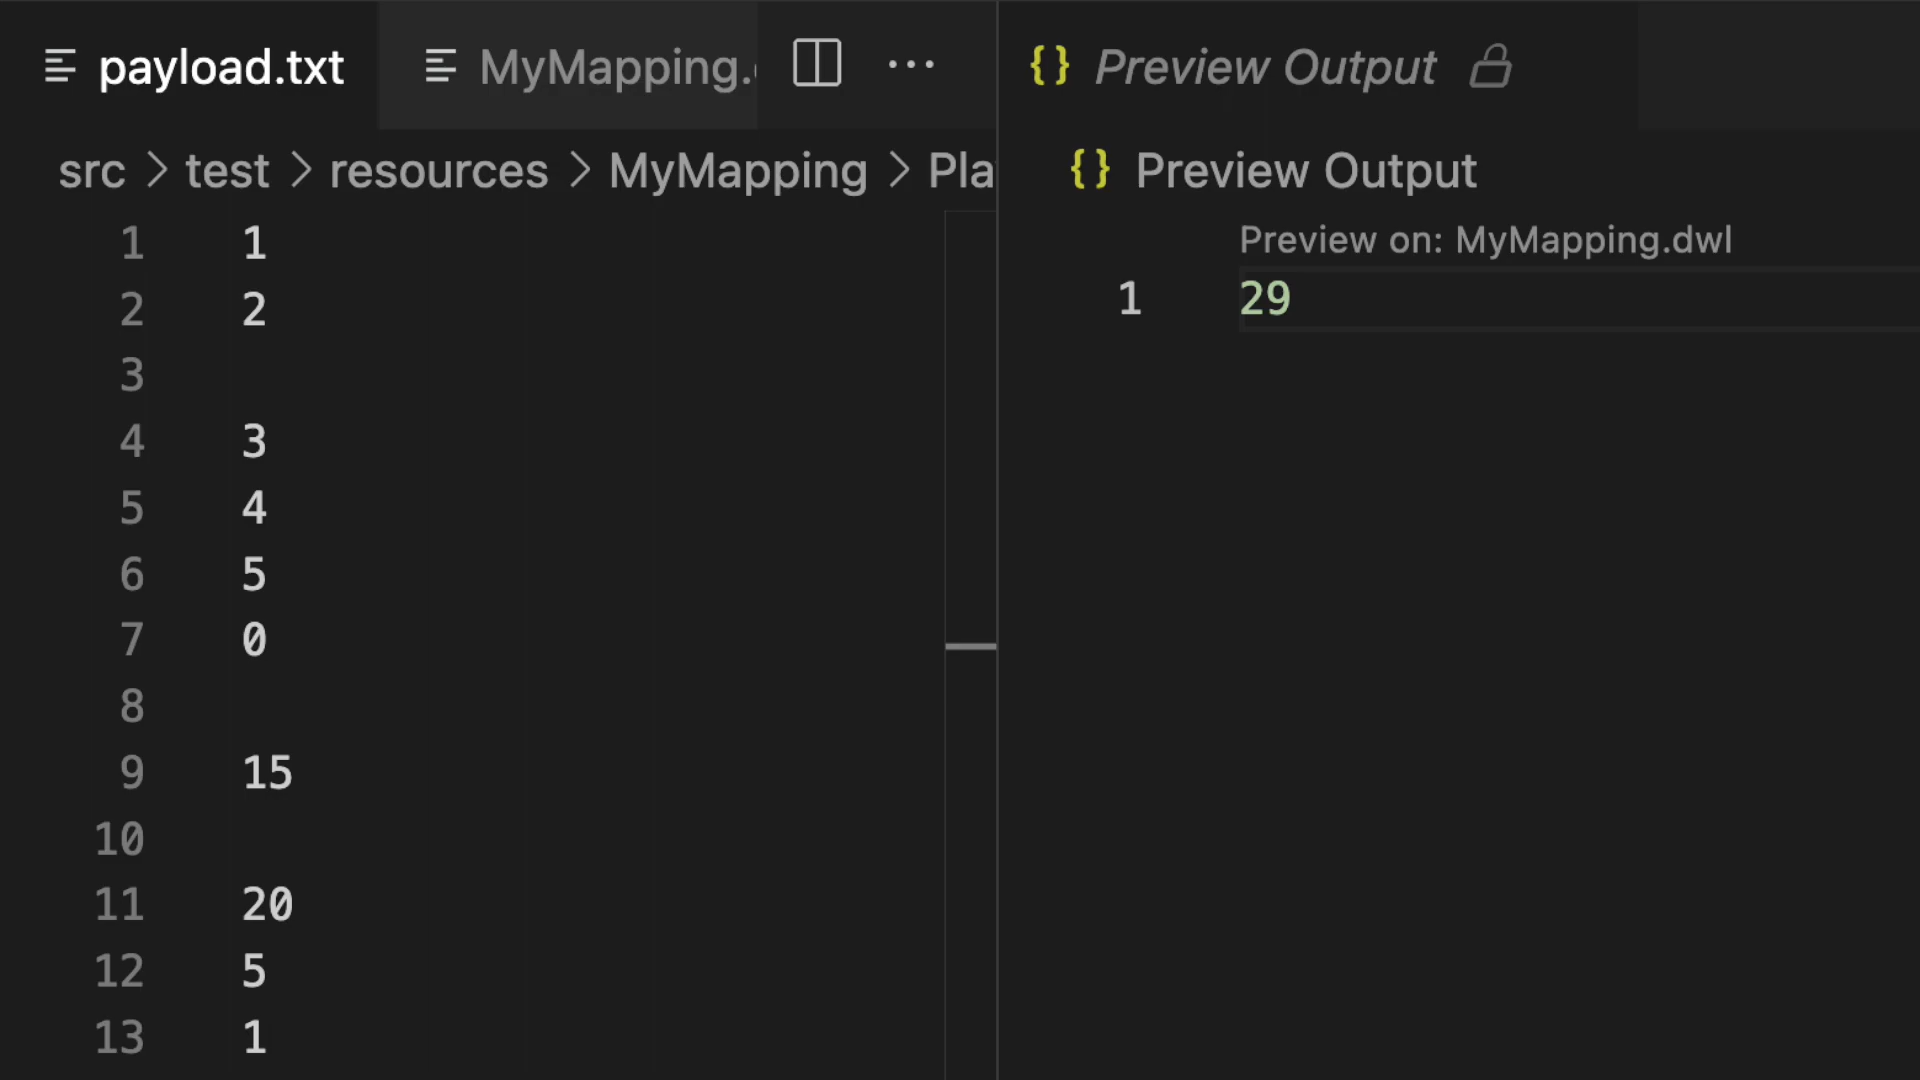 payload.txt
MyMapping.
src > test > resources > MyMapping > Pla
1 1
2 2
3
4 3
5 4
6 5
7 0
8
9 15
10
11 20
12 5
13 1
{} Preview Output
{} Preview Output
Preview on: MyMapping.dwl
1 29